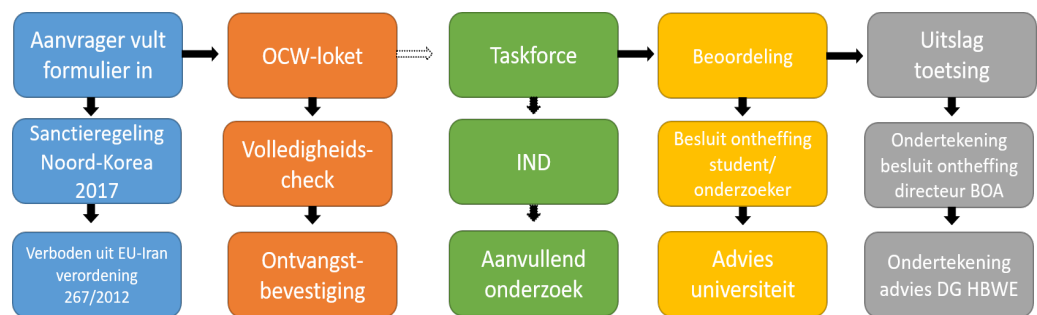 Aanvrager vult
formulier in
OCW-loket
Taskforce
Beoordeling
Uitslag
toetsing
Sanctieregeling
Noord-Korea
2017
Volledigheids-
check
IND
Besluit ontheffing
student/
onderzoeker
Ondertekening
besluit ontheffing
directeur BOA
Verboden uit EU-Iran
verordening
267/2012
Ontvangst-
bevestiging
Aanvullend
onderzoek
Advies
universiteit
Ondertekening
advies DG HBWE